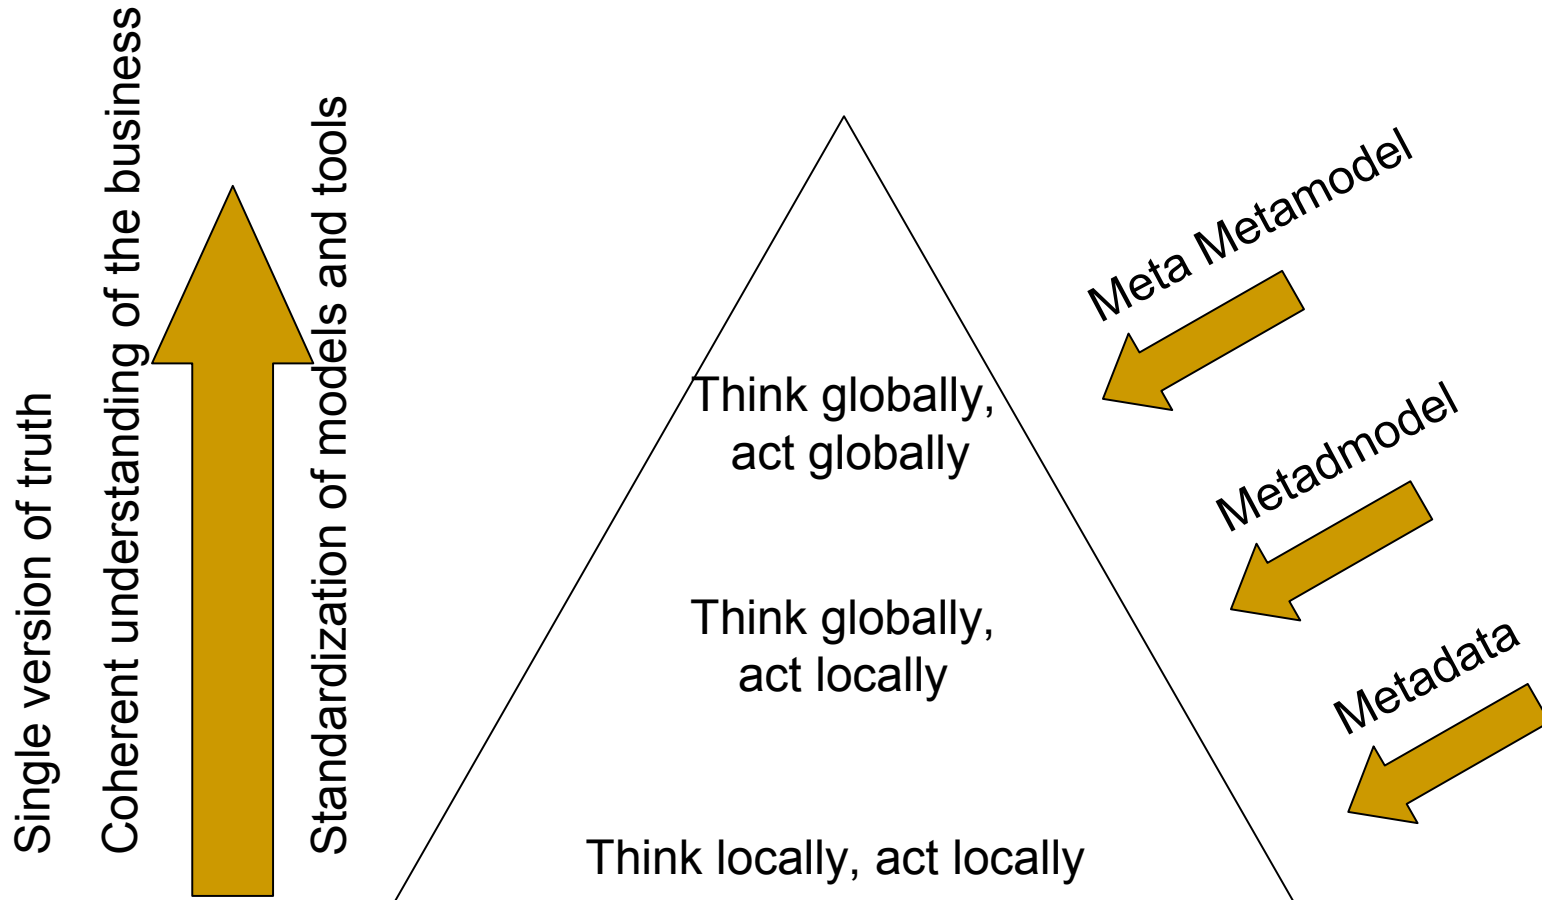 Single version of truth
Coherent understanding of the business
Standardization of models and tools
Think globally,
act globally
Think globally,
act locally
Think locally, act locally
Meta Metamodel
Metadmodel
Metadata